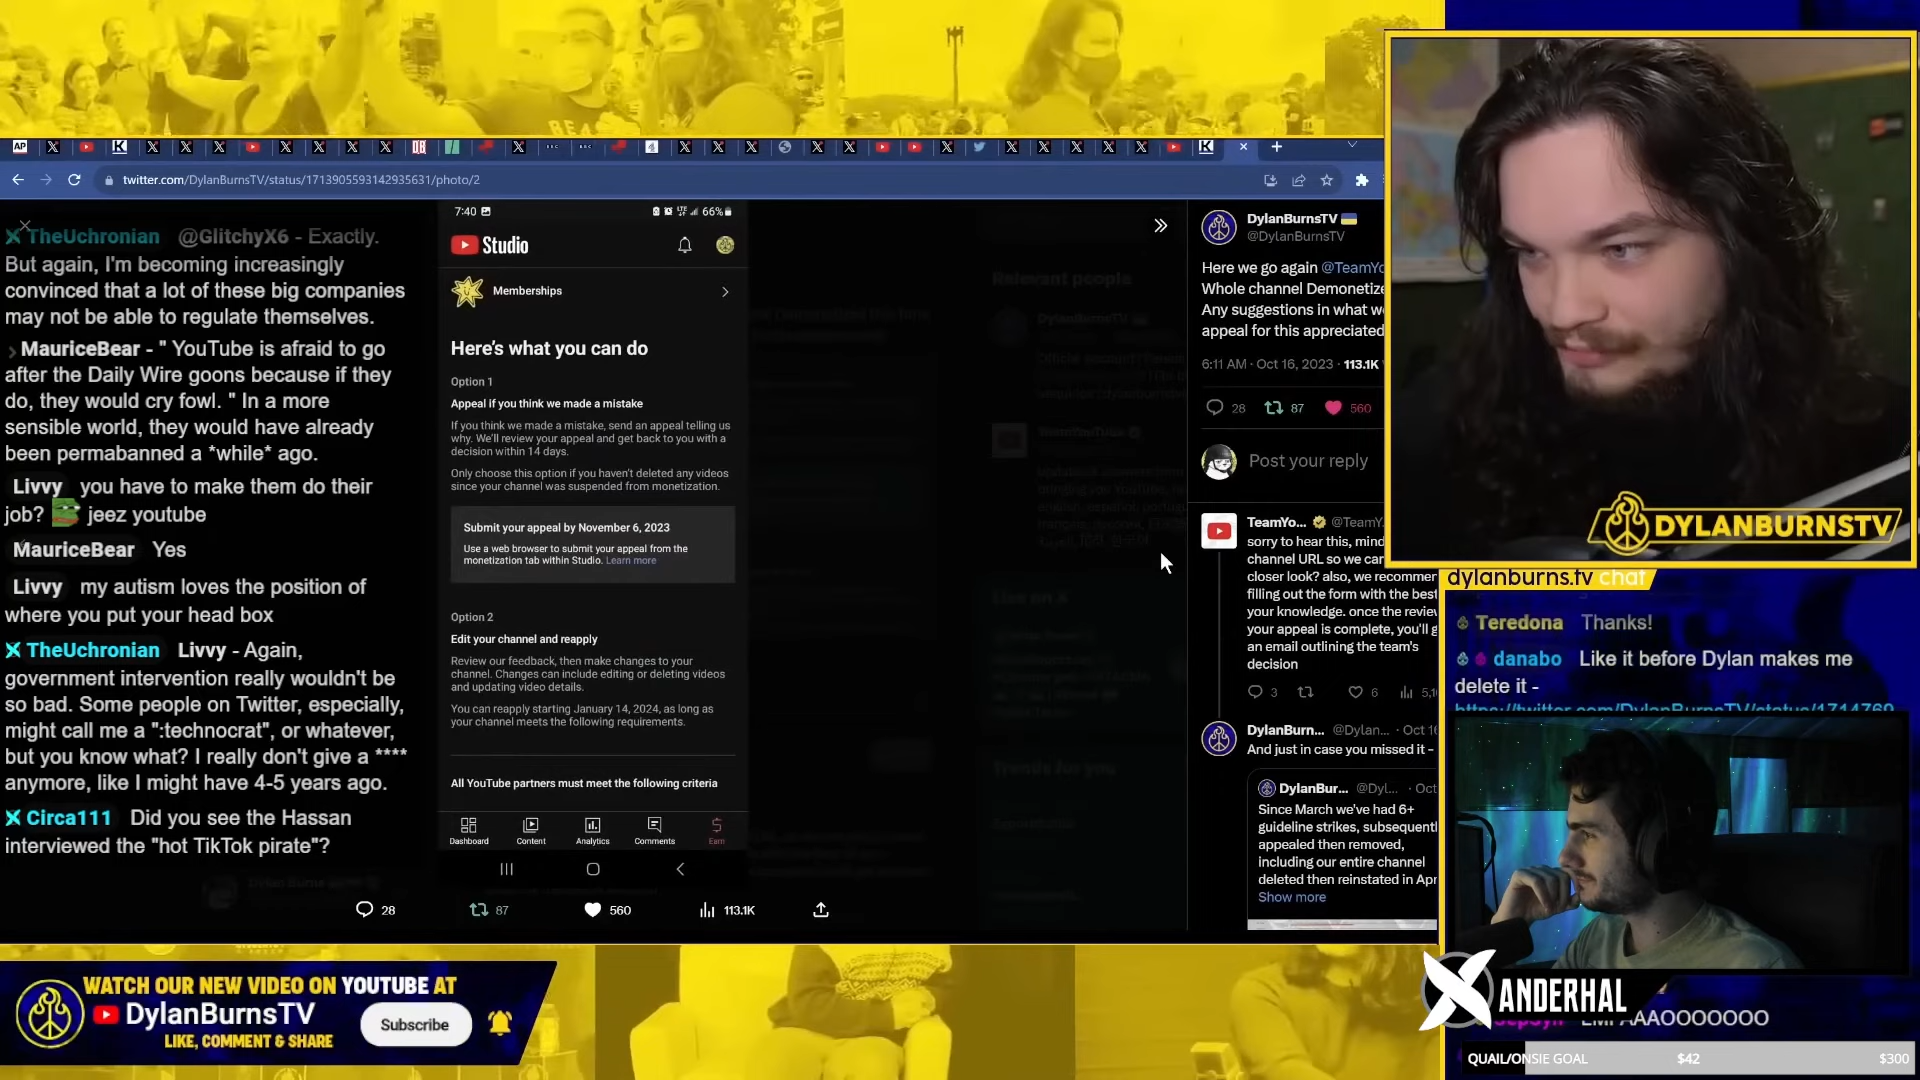 twitter.com/DylanBurnsTV/status/1713905593142935631/photo/2
TheUchronian @GlitchyX6 - Exactly.
But again, I'm becoming increasingly
convinced that a lot of these big companies
may not be able to regulate themselves.
MauriceBear - " YouTube is afraid to go
after the Daily Wire goons because if they
do, they would cry fowl. " In a more
sensible world, they would have already
been permabanned a *while* ago.
Livvy you have to make them do their
job? jeez youtube
MauriceBear Yes
Livvy my autism loves the position of
where you put your head box
TheUchronian Livvy - Again,
government intervention really wouldn't be
so bad. Some people on Twitter, especially,
might call me a ":technocrat", or whatever,
but you know what? I really don't give a ****
anymore, like I might have 4-5 years ago.
Circa111 Did you see the Hassan
interviewed the "hot TikTok pirate"?
7:40
LTE 66%
Studio
Memberships
Here's what you can do
Option 1
Appeal if you think we made a mistake
If you think we made a mistake, send an appeal telling us
why. We'll review your appeal and get back to you with a
decision within 14 days.
Only choose this option if you haven't deleted any videos
since your channel was suspended from monetization.
Submit your appeal by November 6, 2023
Use a web browser to submit your appeal from the
monetization tab within Studio. Learn more
Option 2
Edit your channel and reapply
Review our feedback, then make changes to your
channel. Changes can include editing or deleting videos
and updating video details.
You can reapply starting January 14, 2024, as long as
your channel meets the following requirements.
All YouTube partners must meet the following criteria
Dashboard Content Analytics Comments Earn
28 87 560 113.1K
Relevant people
DylanBurnsTV
@DylanBurnsTV
Here we go again @TeamYo
Whole channel Demonetize
Any suggestions in what w
appeal for this appreciated
6:11 AM · Oct 16, 2023 · 113.1K
28 87 560
Post your reply
TeamYo... @TeamY
sorry to hear this, mind
channel URL so we car
closer look? also, we recommer
filling out the form with the best
your knowledge. once the review
your appeal is complete, you'll g
an email outlining the team's
decision
3 6 5,1
DylanBurn... @Dylan... · Oct 1
And just in case you missed it -
DylanBur... @Dyl... · Oct
Since March we've had 6+
guideline strikes, subsequentl
appealed then removed,
including our entire channel
deleted then reinstated in Apr
Show more
DYLANBURNSTV
dylanburns.tv chat
Teredona Thanks!
danabo Like it before Dylan makes me
delete it -
ANDERHAL
QUAIL/ONSIE GOAL $42 $300
WATCH OUR NEW VIDEO ON YOUTUBE AT
DylanBurnsTV
LIKE, COMMENT & SHARE
Subscribe